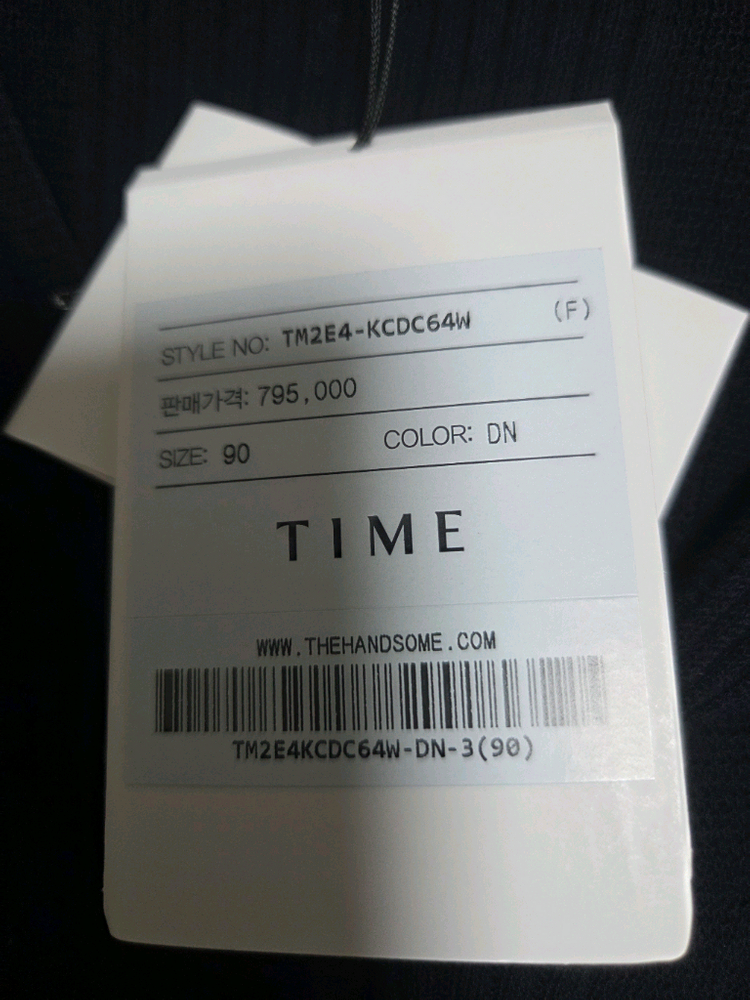 STYLE NO: TM2E4-KCDC64W (F)
판매가격: 795,000
SIZE: 90 COLOR: DN
TIME
WWW.THEHANDSOME.COM
TM2E4KCDC64W-DN-3(90)